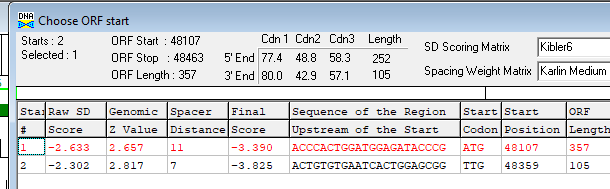 DNA Choose ORF start
Starts : 2 ORF Start : 48107 Cdn 1 Cdn2 Cdn3 Length SD Scoring Matrix Kibler6
Selected : 1 ORF Stop : 48463 5' End 77.4 48.8 58.3 252
ORF Length : 357 3' End 80.0 42.9 57.1 105 Spacing Weight Matrix Karlin Medium
Star Raw SD Genomic Spacer Final Sequence of the Region Start Start ORF
# Score Z Value Distance Score Upstream of the Start Codon Position Length
1 -2.633 2.657 11 -3.390 ACCCACTGGATGGAGATACCCG ATG 48107 357
2 -2.302 2.817 7 -3.825 ACTGTGTGAATCACTGGAGCGG TTG 48359 105